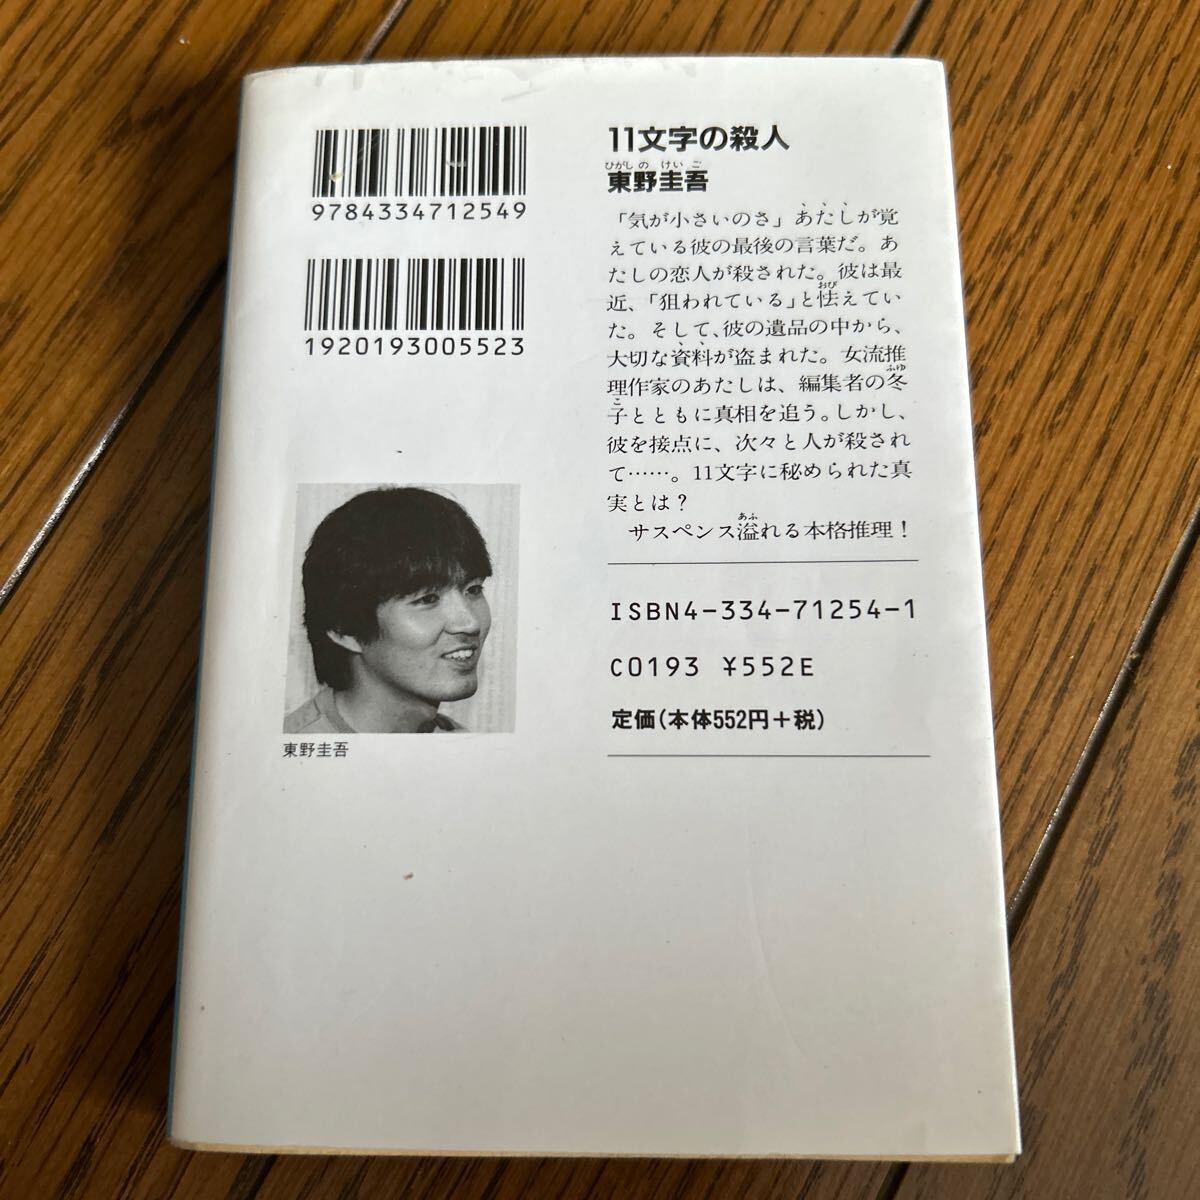 9784334712549
1920193005523
東野圭吾
11文字の殺人
ひがしのけいご
東野圭吾
「気が小さいのさ」あたしが覚
えている彼の最後の言葉だ。あ
たしの恋人が殺された。彼は最
おび
近、「狙われている」と怯えてい
た。そして、彼の遺品の中から、
大切な資料が盗まれた。女流推
ふゆ
理作家のあたしは、編集者の冬
こ
子とともに真相を追う。しかし、
彼を接点に、次々と人が殺され
て……。11文字に秘められた真
実とは?
あふ
サスペンス溢れる本格推理!
ISBN4-334-71254-1
C0193 ¥552E
定価(本体552円+税)